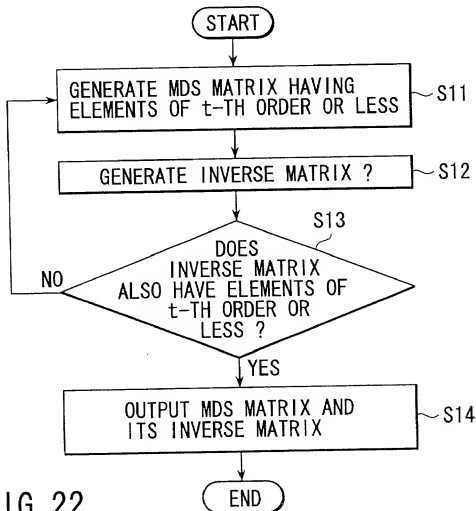 START
GENERATE MDS MATRIX HAVING
ELEMENTS OF t-TH ORDER OR LESS
S11
GENERATE INVERSE MATRIX ?
S12
S13
DOES
INVERSE MATRIX
ALSO HAVE ELEMENTS OF
t-TH ORDER OR
LESS ?
NO
YES
OUTPUT MDS MATRIX AND
ITS INVERSE MATRIX
S14
END
IG. 22